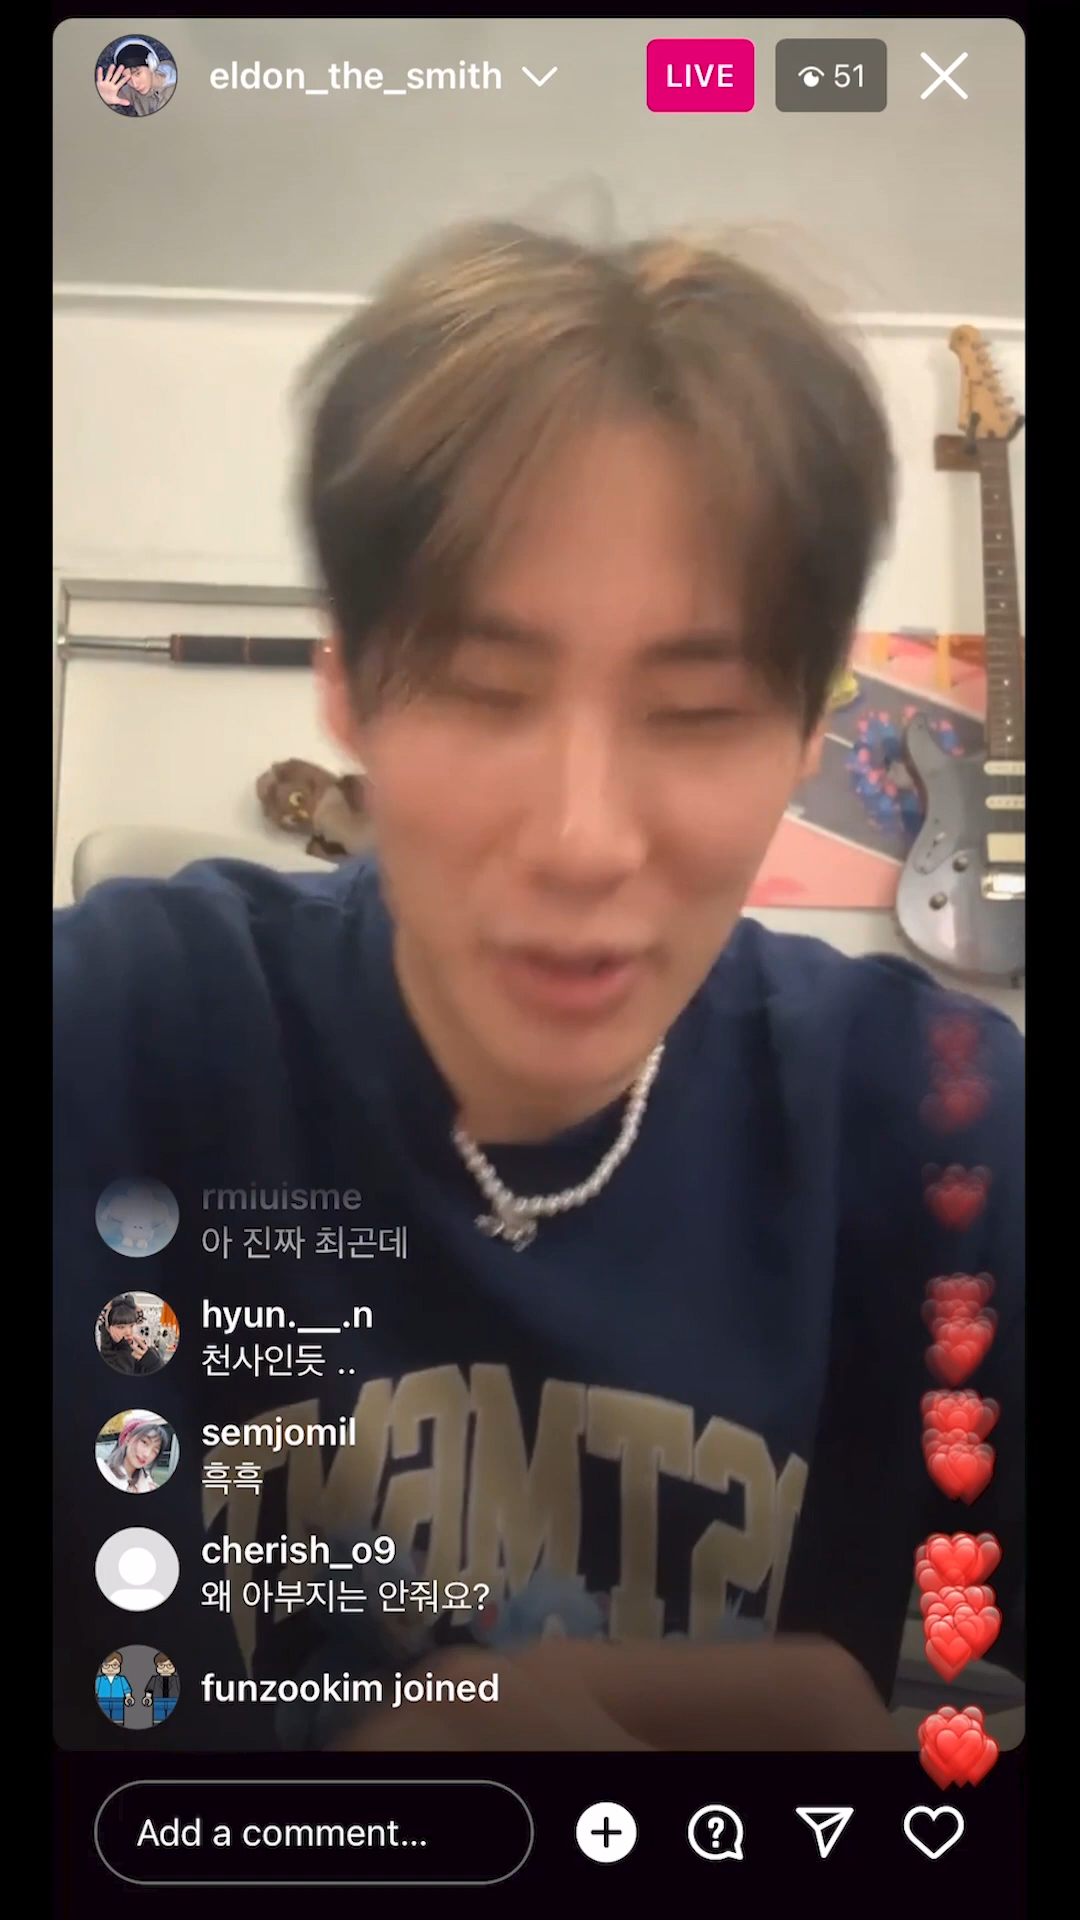 eldon_the_smith
LIVE
51
rmiuisme
아 진짜 최곤데
hyun.__.n
천사인듯 ..
semjomil
흑흑
cherish_o9
왜 아부지는 안줘요?
funzookim joined
Add a comment...